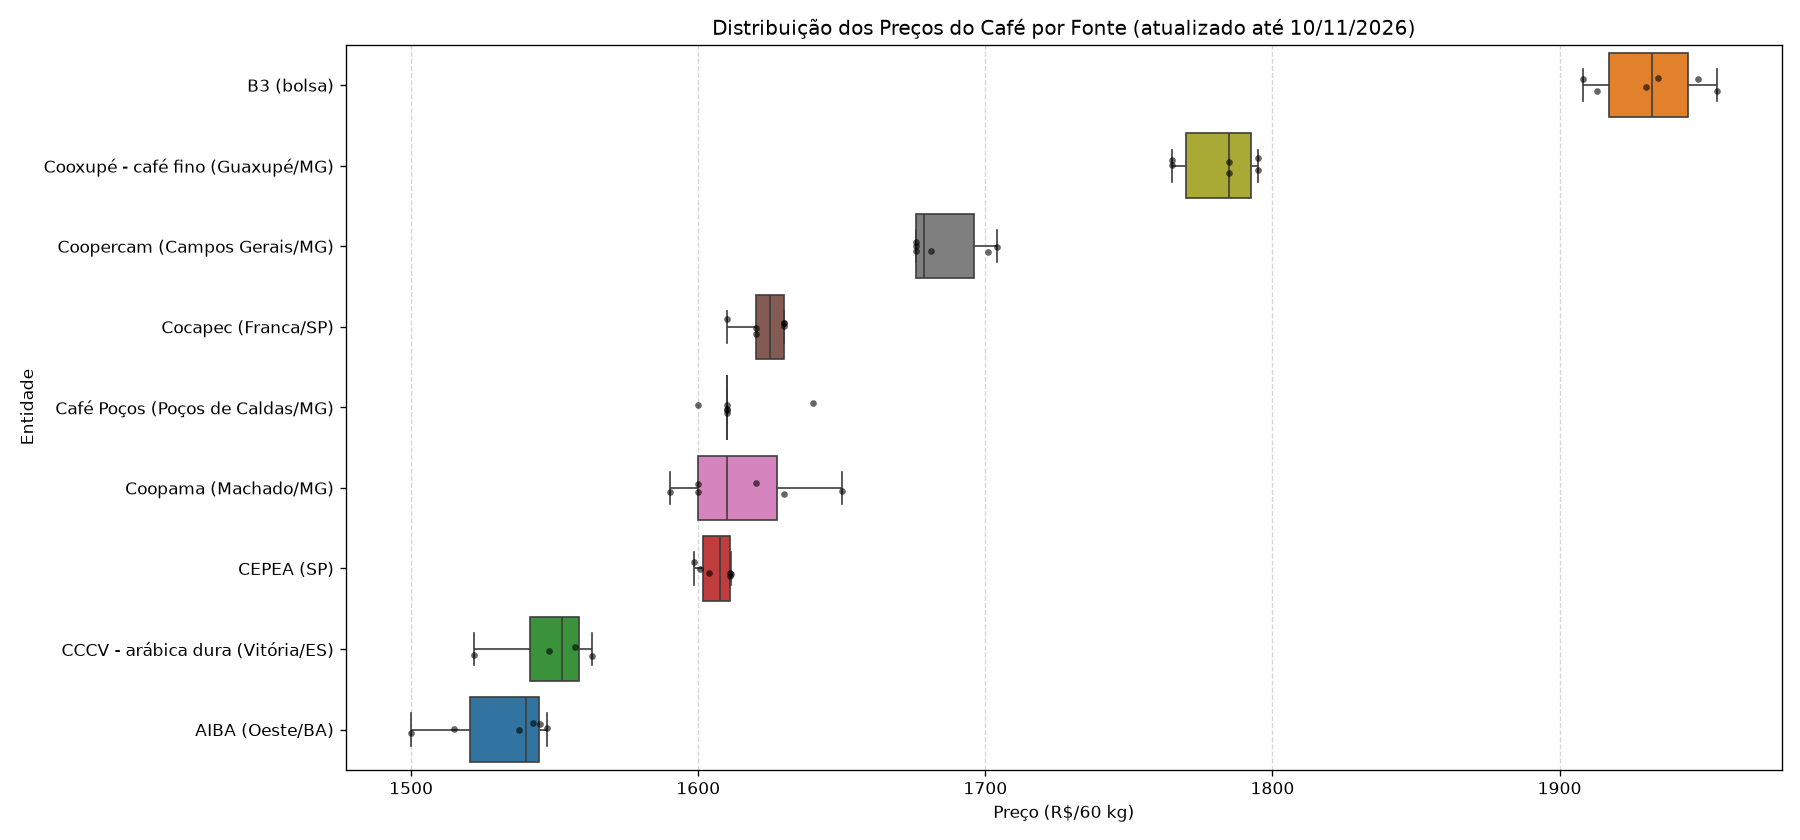 Distribuição dos Preços do Café por Fonte (atualizado até 10/11/2026)
Entidade
B3 (bolsa)
Cooxupé - café fino (Guaxupé/MG)
Coopercam (Campos Gerais/MG)
Cocapec (Franca/SP)
Café Poços (Poços de Caldas/MG)
Coopama (Machado/MG)
CEPEA (SP)
CCCV - arábica dura (Vitória/ES)
AIBA (Oeste/BA)
1500 1600 1700 1800 1900
Preço (R$/60 kg)